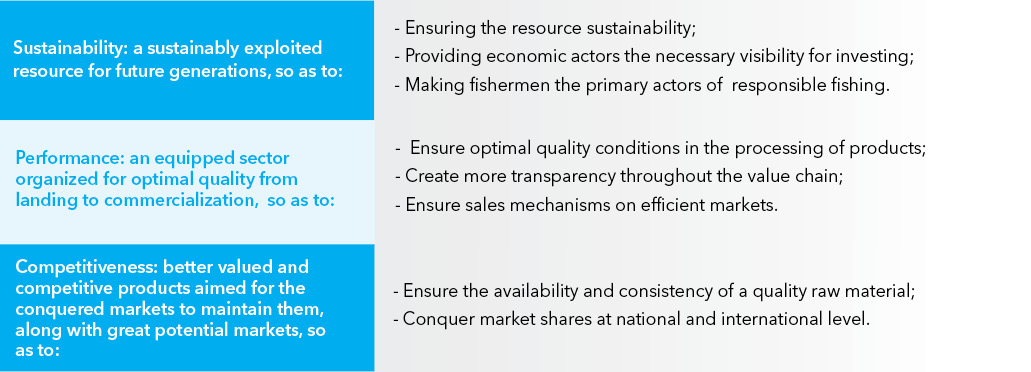 Sustainability: a sustainably exploited
resource for future generations, so as to:
- Ensuring the resource sustainability;
- Providing economic actors the necessary visibility for investing;
- Making fishermen the primary actors of  responsible fishing.
Performance: an equipped sector
organized for optimal quality from
landing to commercialization,  so as to:
-  Ensure optimal quality conditions in the processing of products;
- Create more transparency throughout the value chain;
- Ensure sales mechanisms on efficient markets.
Competitiveness: better valued and
competitive products aimed for the
conquered markets to maintain them,
along with great potential markets, so
as to:
- Ensure the availability and consistency of a quality raw material;
- Conquer market shares at national and international level.